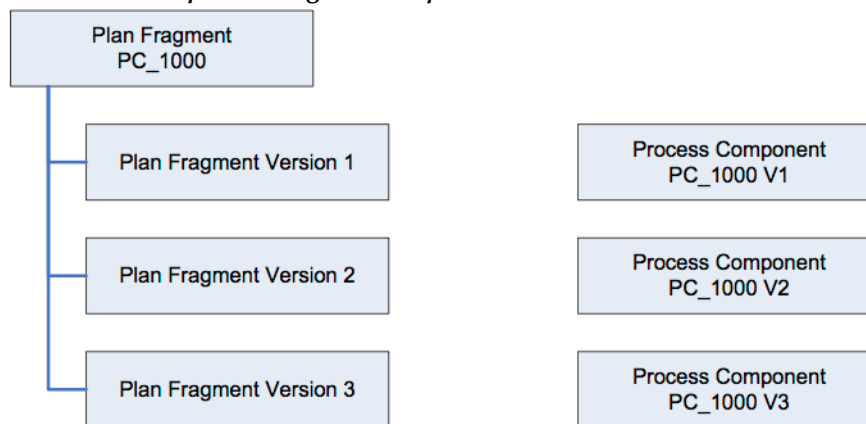 Plan Fragment
PC_1000
Plan Fragment Version 1
Process Component
PC_1000 V1
Plan Fragment Version 2
Process Component
PC_1000 V2
Plan Fragment Version 3
Process Component
PC_1000 V3